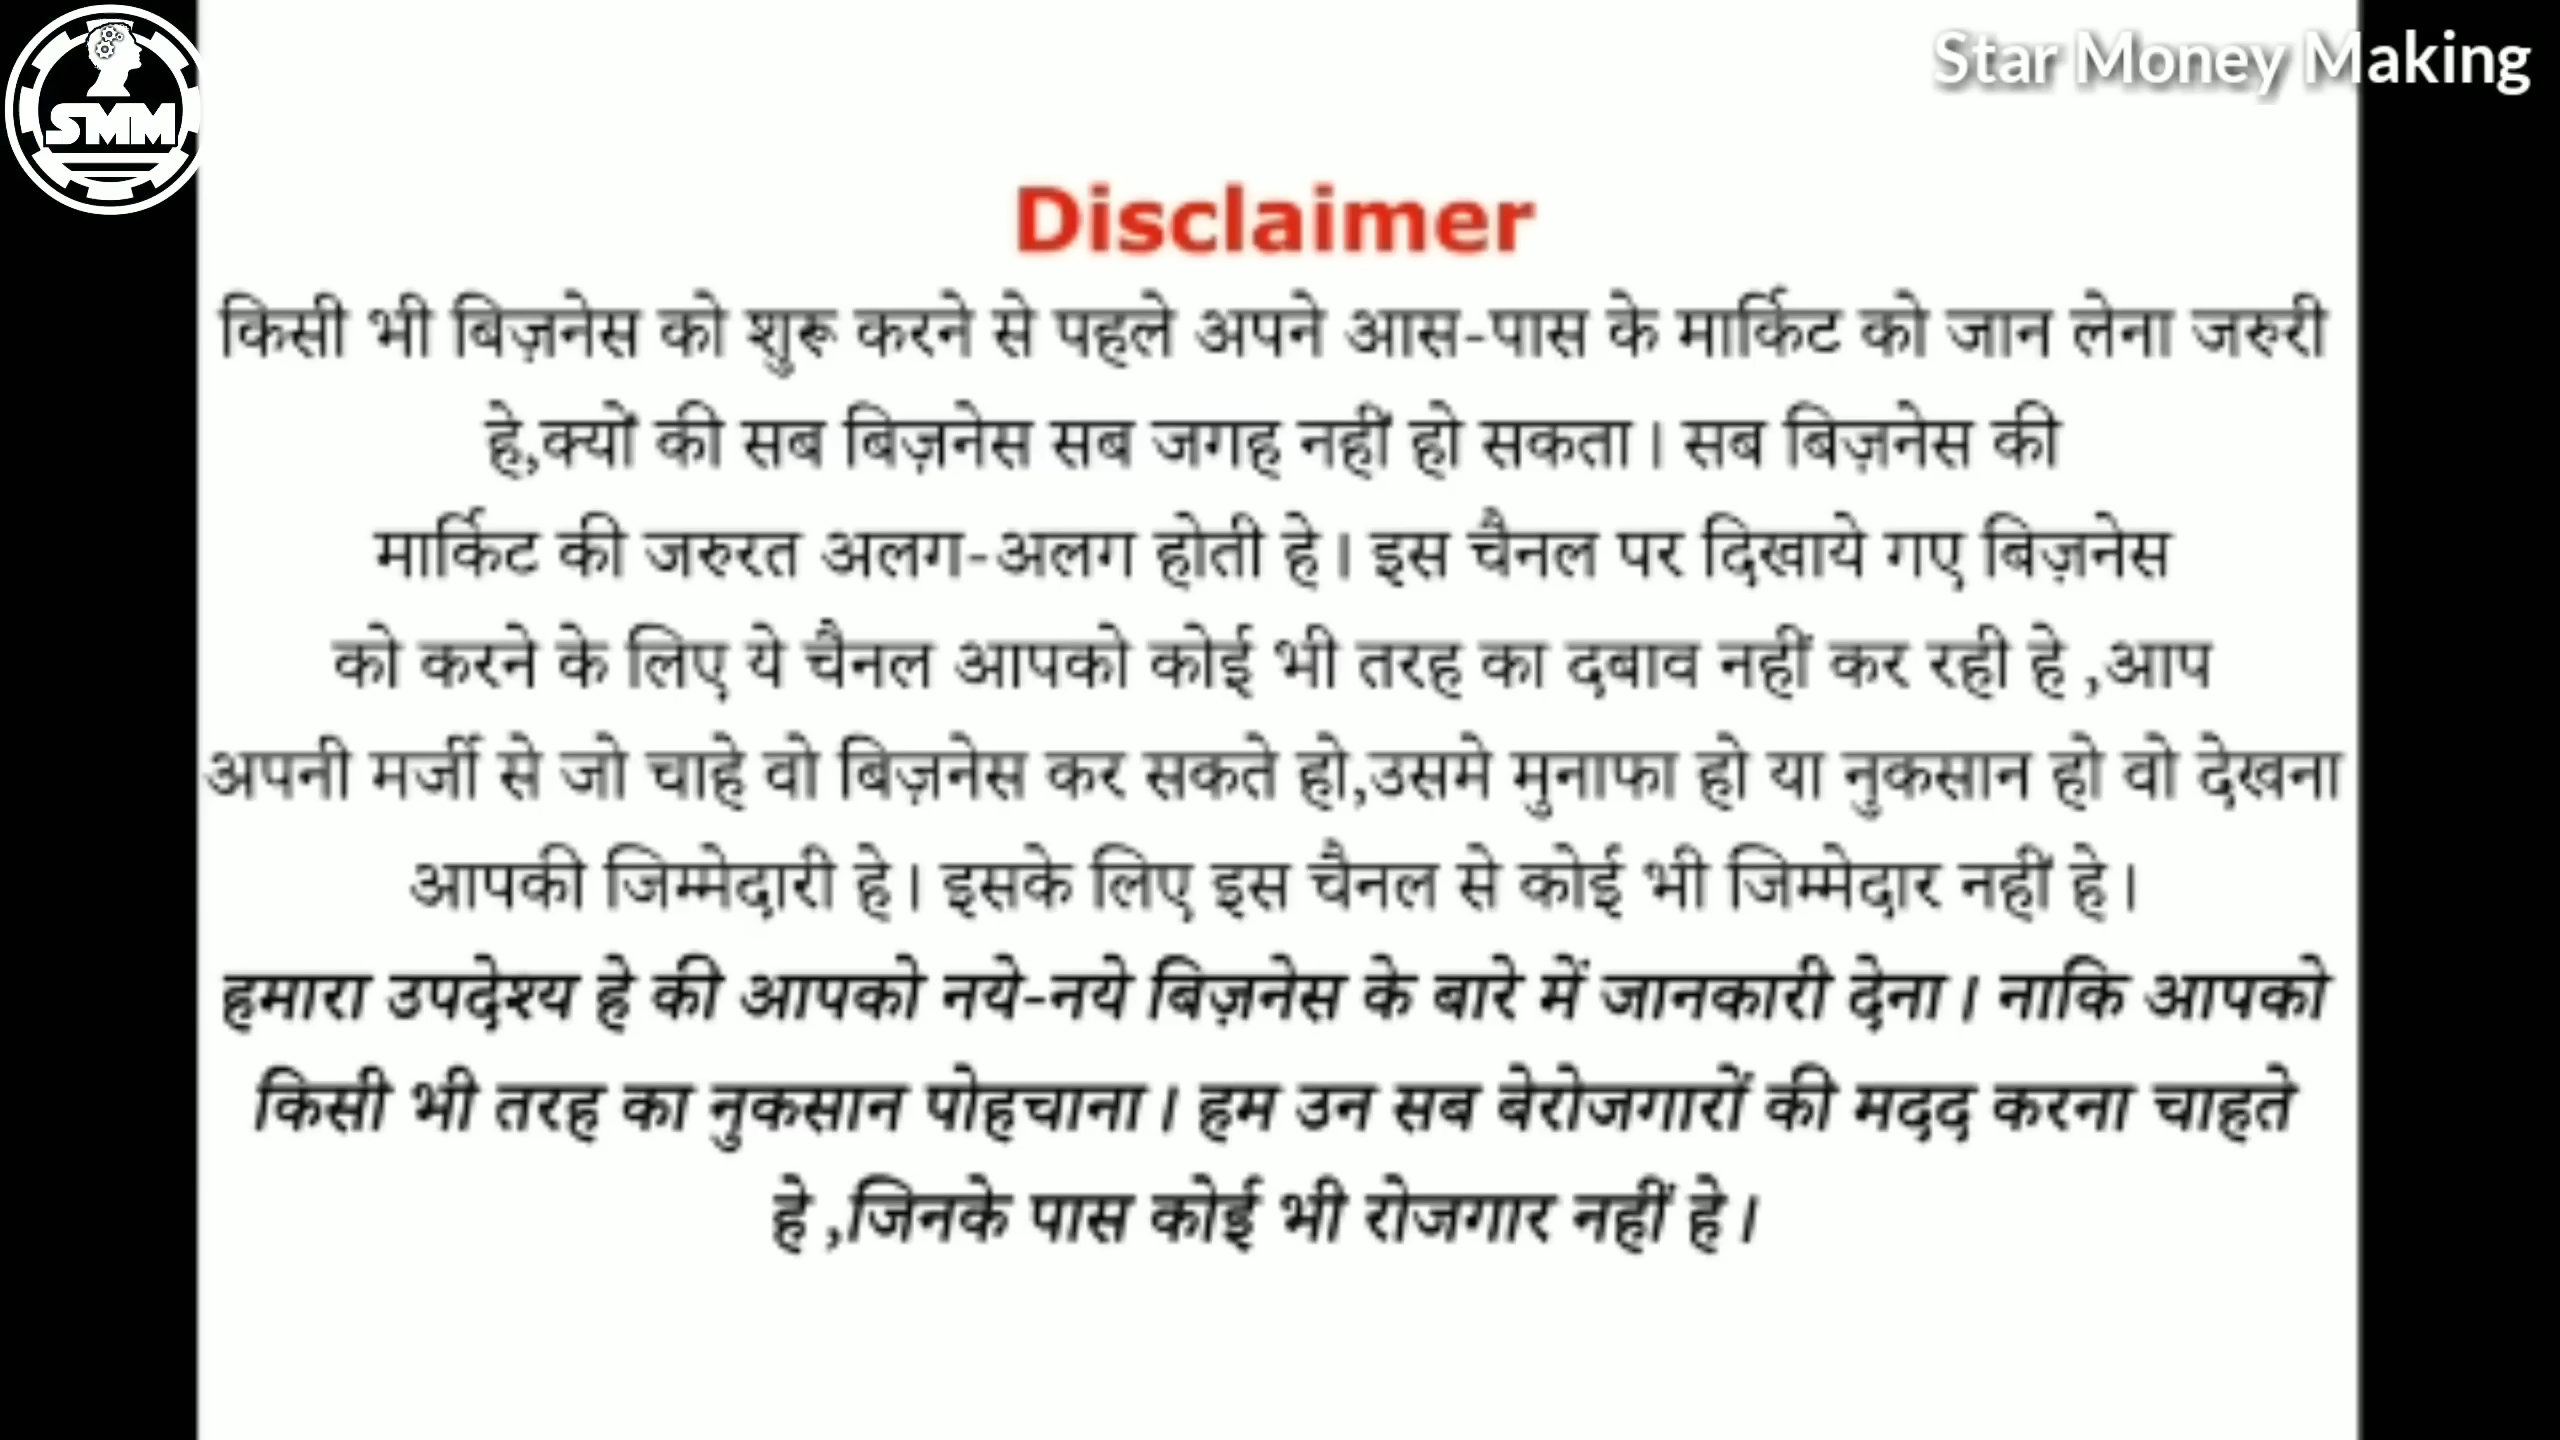 SMM
Star Money Making
Disclaimer
किसी भी बिज़नेस को शुरू करने से पहले अपने आस-पास के मार्किट को जान लेना जरुरी
हे,क्यों की सब बिज़नेस सब जगह नहीं हो सकता। सब बिज़नेस की
मार्किट की जरुरत अलग-अलग होती हे। इस चैनल पर दिखाये गए बिज़नेस
को करने के लिए ये चैनल आपको कोई भी तरह का दबाव नहीं कर रही हे ,आप
अपनी मर्जी से जो चाहे वो बिज़नेस कर सकते हो,उसमे मुनाफा हो या नुकसान हो वो देखना
आपकी जिम्मेदारी हे। इसके लिए इस चैनल से कोई भी जिम्मेदार नहीं हे।
हमारा उपदेश्य हे की आपको नये-नये बिज़नेस के बारे में जानकारी देना। नाकि आपको
किसी भी तरह का नुकसान पोहचाना। हम उन सब बेरोजगारों की मदद करना चाहते
हे ,जिनके पास कोई भी रोजगार नहीं हे।